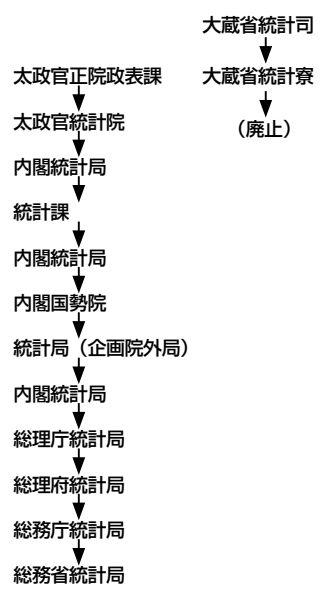 大蔵省統計司
太政官正院政表課
大蔵省統計寮
太政官統計院
（廃止）
内閣統計局
統計課
内閣統計局
内閣国勢院
統計局（企画院外局）
内閣統計局
総理庁統計局
総理府統計局
総務庁統計局
総務省統計局